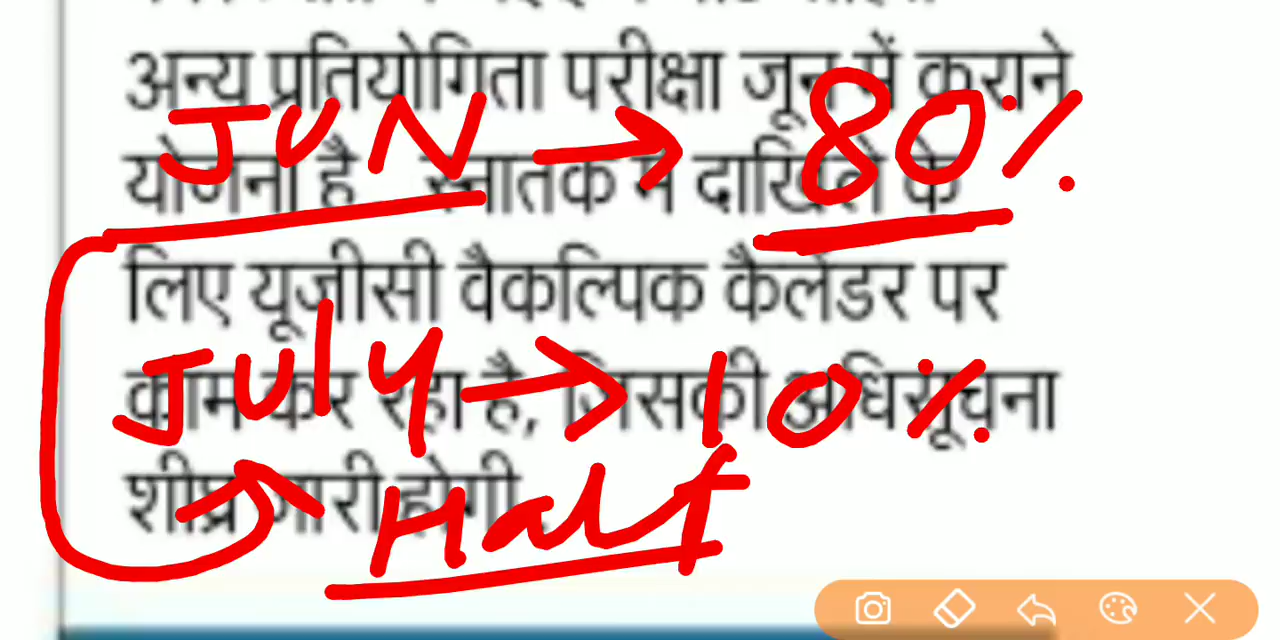 अन्य प्रतियोगिता परीक्षा जून में कराने
JUN → 80%.
योजना है स्नातक में दाखिले के
लिए यूजीसी वैकल्पिक कैलेंडर पर
July → 10%
काम कर रहा है, जिसकी अधिसूचना
शीघ्र जारी होगी
Half